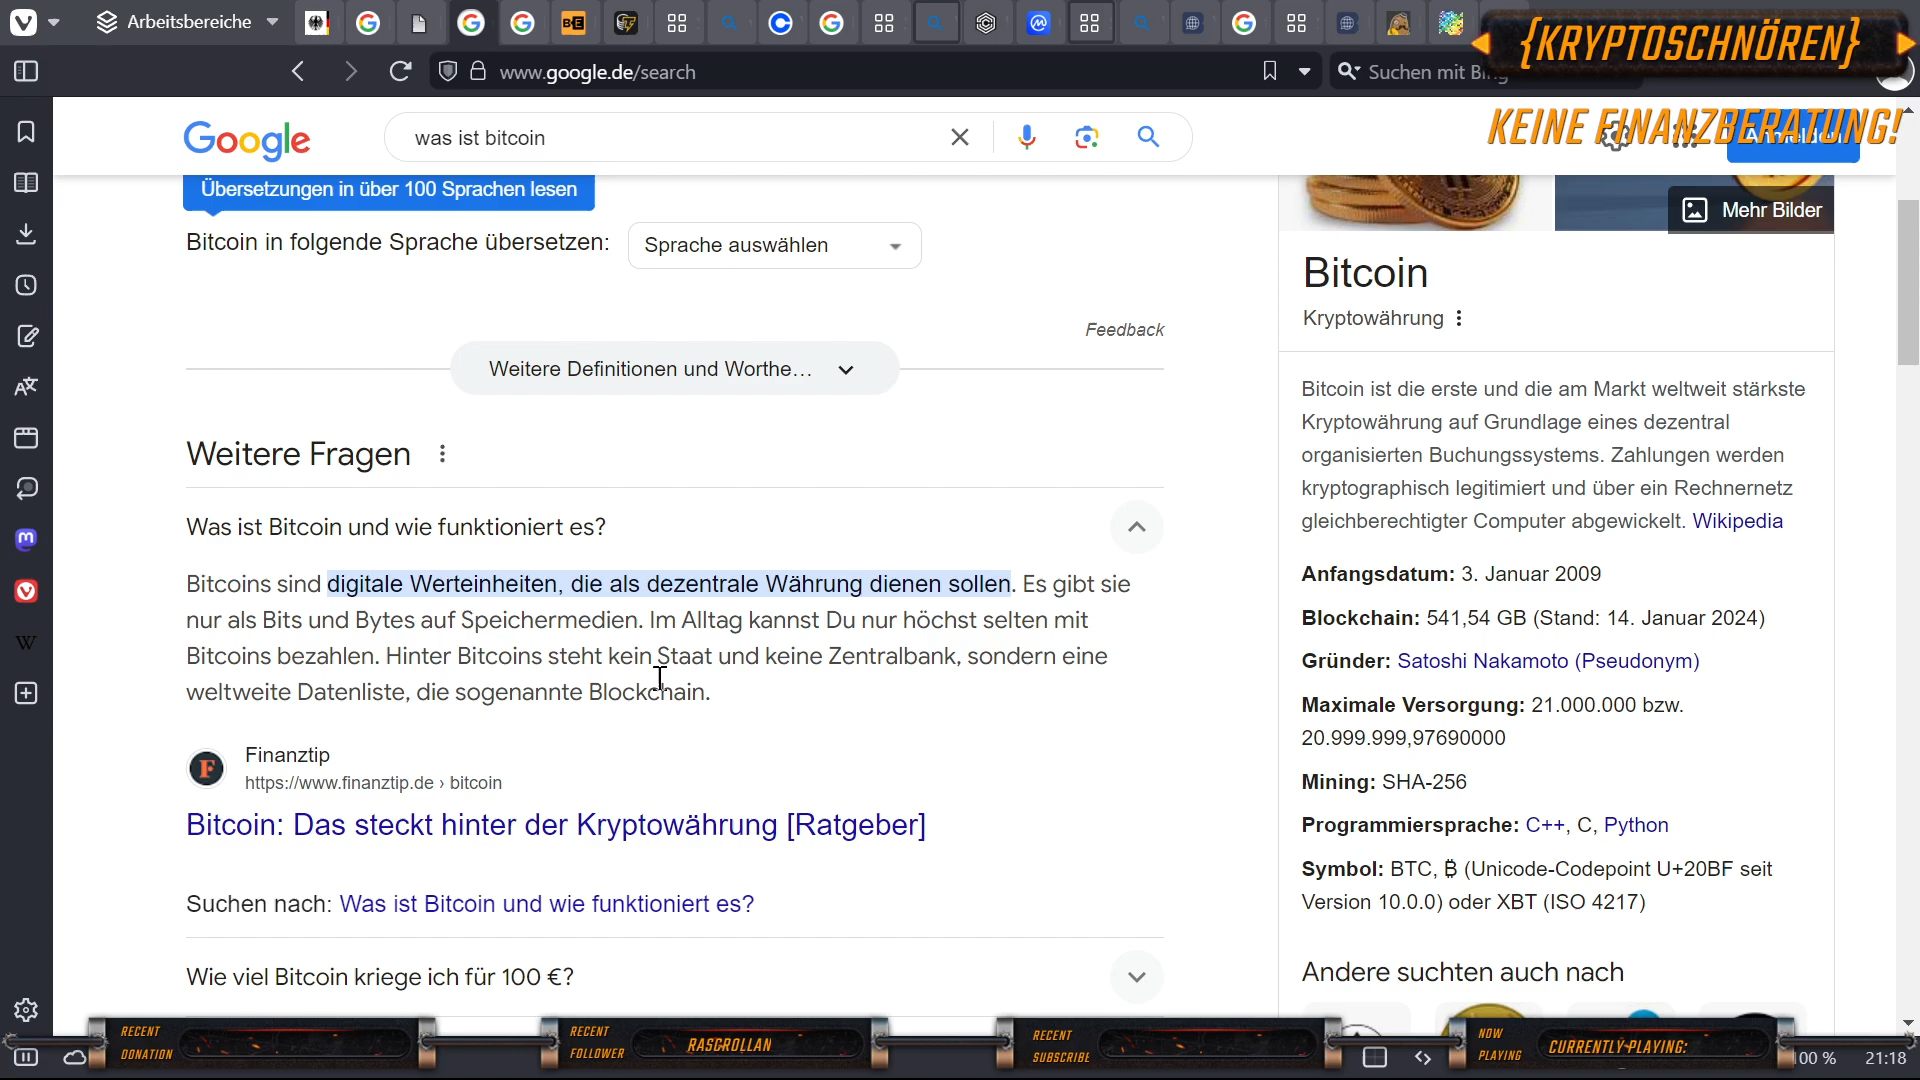 Arbeitsbereiche
{KRYPTOSCHNÖREN}
www.google.de/search
Suchen mit Bing
KEINE FINANZBERATUNG!
Google
was ist bitcoin
Anmelden
Übersetzungen in über 100 Sprachen lesen
Bitcoin in folgende Sprache übersetzen:
Sprache auswählen
Feedback
Weitere Definitionen und Worthe…
Weitere Fragen
Was ist Bitcoin und wie funktioniert es?
Bitcoins sind digitale Werteinheiten, die als dezentrale Währung dienen sollen. Es gibt sie
nur als Bits und Bytes auf Speichermedien. Im Alltag kannst Du nur höchst selten mit
Bitcoins bezahlen. Hinter Bitcoins steht kein Staat und keine Zentralbank, sondern eine
weltweite Datenliste, die sogenannte Blockchain.
Finanztip
https://www.finanztip.de › bitcoin
Bitcoin: Das steckt hinter der Kryptowährung [Ratgeber]
Suchen nach: Was ist Bitcoin und wie funktioniert es?
Wie viel Bitcoin kriege ich für 100 €?
Mehr Bilder
Bitcoin
Kryptowährung
Bitcoin ist die erste und die am Markt weltweit stärkste
Kryptowährung auf Grundlage eines dezentral
organisierten Buchungssystems. Zahlungen werden
kryptographisch legitimiert und über ein Rechnernetz
gleichberechtigter Computer abgewickelt. Wikipedia
Anfangsdatum: 3. Januar 2009
Blockchain: 541,54 GB (Stand: 14. Januar 2024)
Gründer: Satoshi Nakamoto (Pseudonym)
Maximale Versorgung: 21.000.000 bzw.
20.999.999,97690000
Mining: SHA-256
Programmiersprache: C++, C, Python
Symbol: BTC, ₿ (Unicode-Codepoint U+20BF seit
Version 10.0.0) oder XBT (ISO 4217)
Andere suchten auch nach
RECENT
DONATION
RECENT
FOLLOWER
RASCROLLAN
RECENT
SUBSCRIBE
NOW
PLAYING
CURRENTLY PLAYING:
00 %
21:18